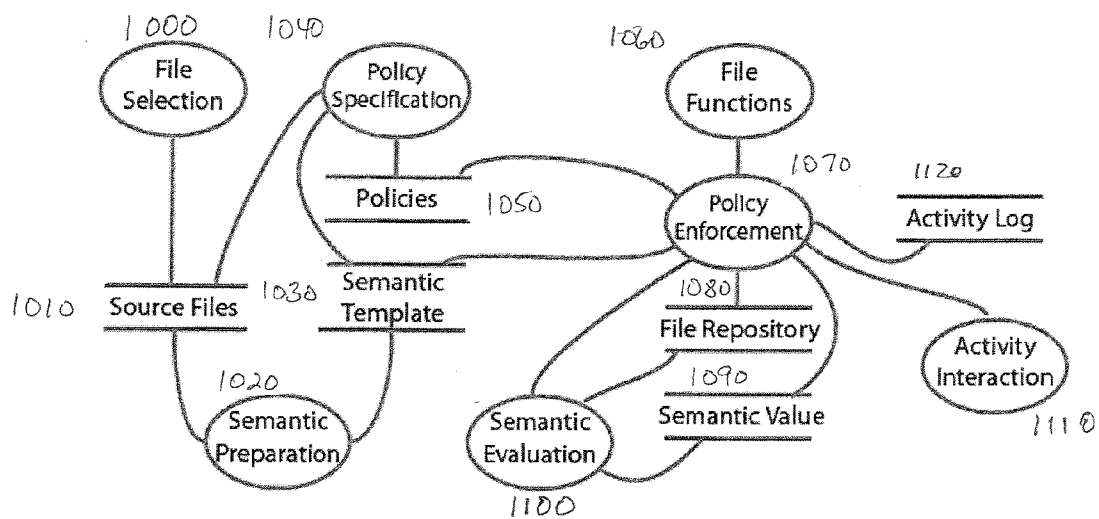 1000
File
Selection
1040
Policy
Specification
1060
File
Functions
Policies
1050
1070
Policy
Enforcement
1120
Activity Log
1010
Source Files
1030
Semantic
Template
1080
File Repository
1090
Semantic Value
Activity
Interaction
1110
1020
Semantic
Preparation
Semantic
Evaluation
1100